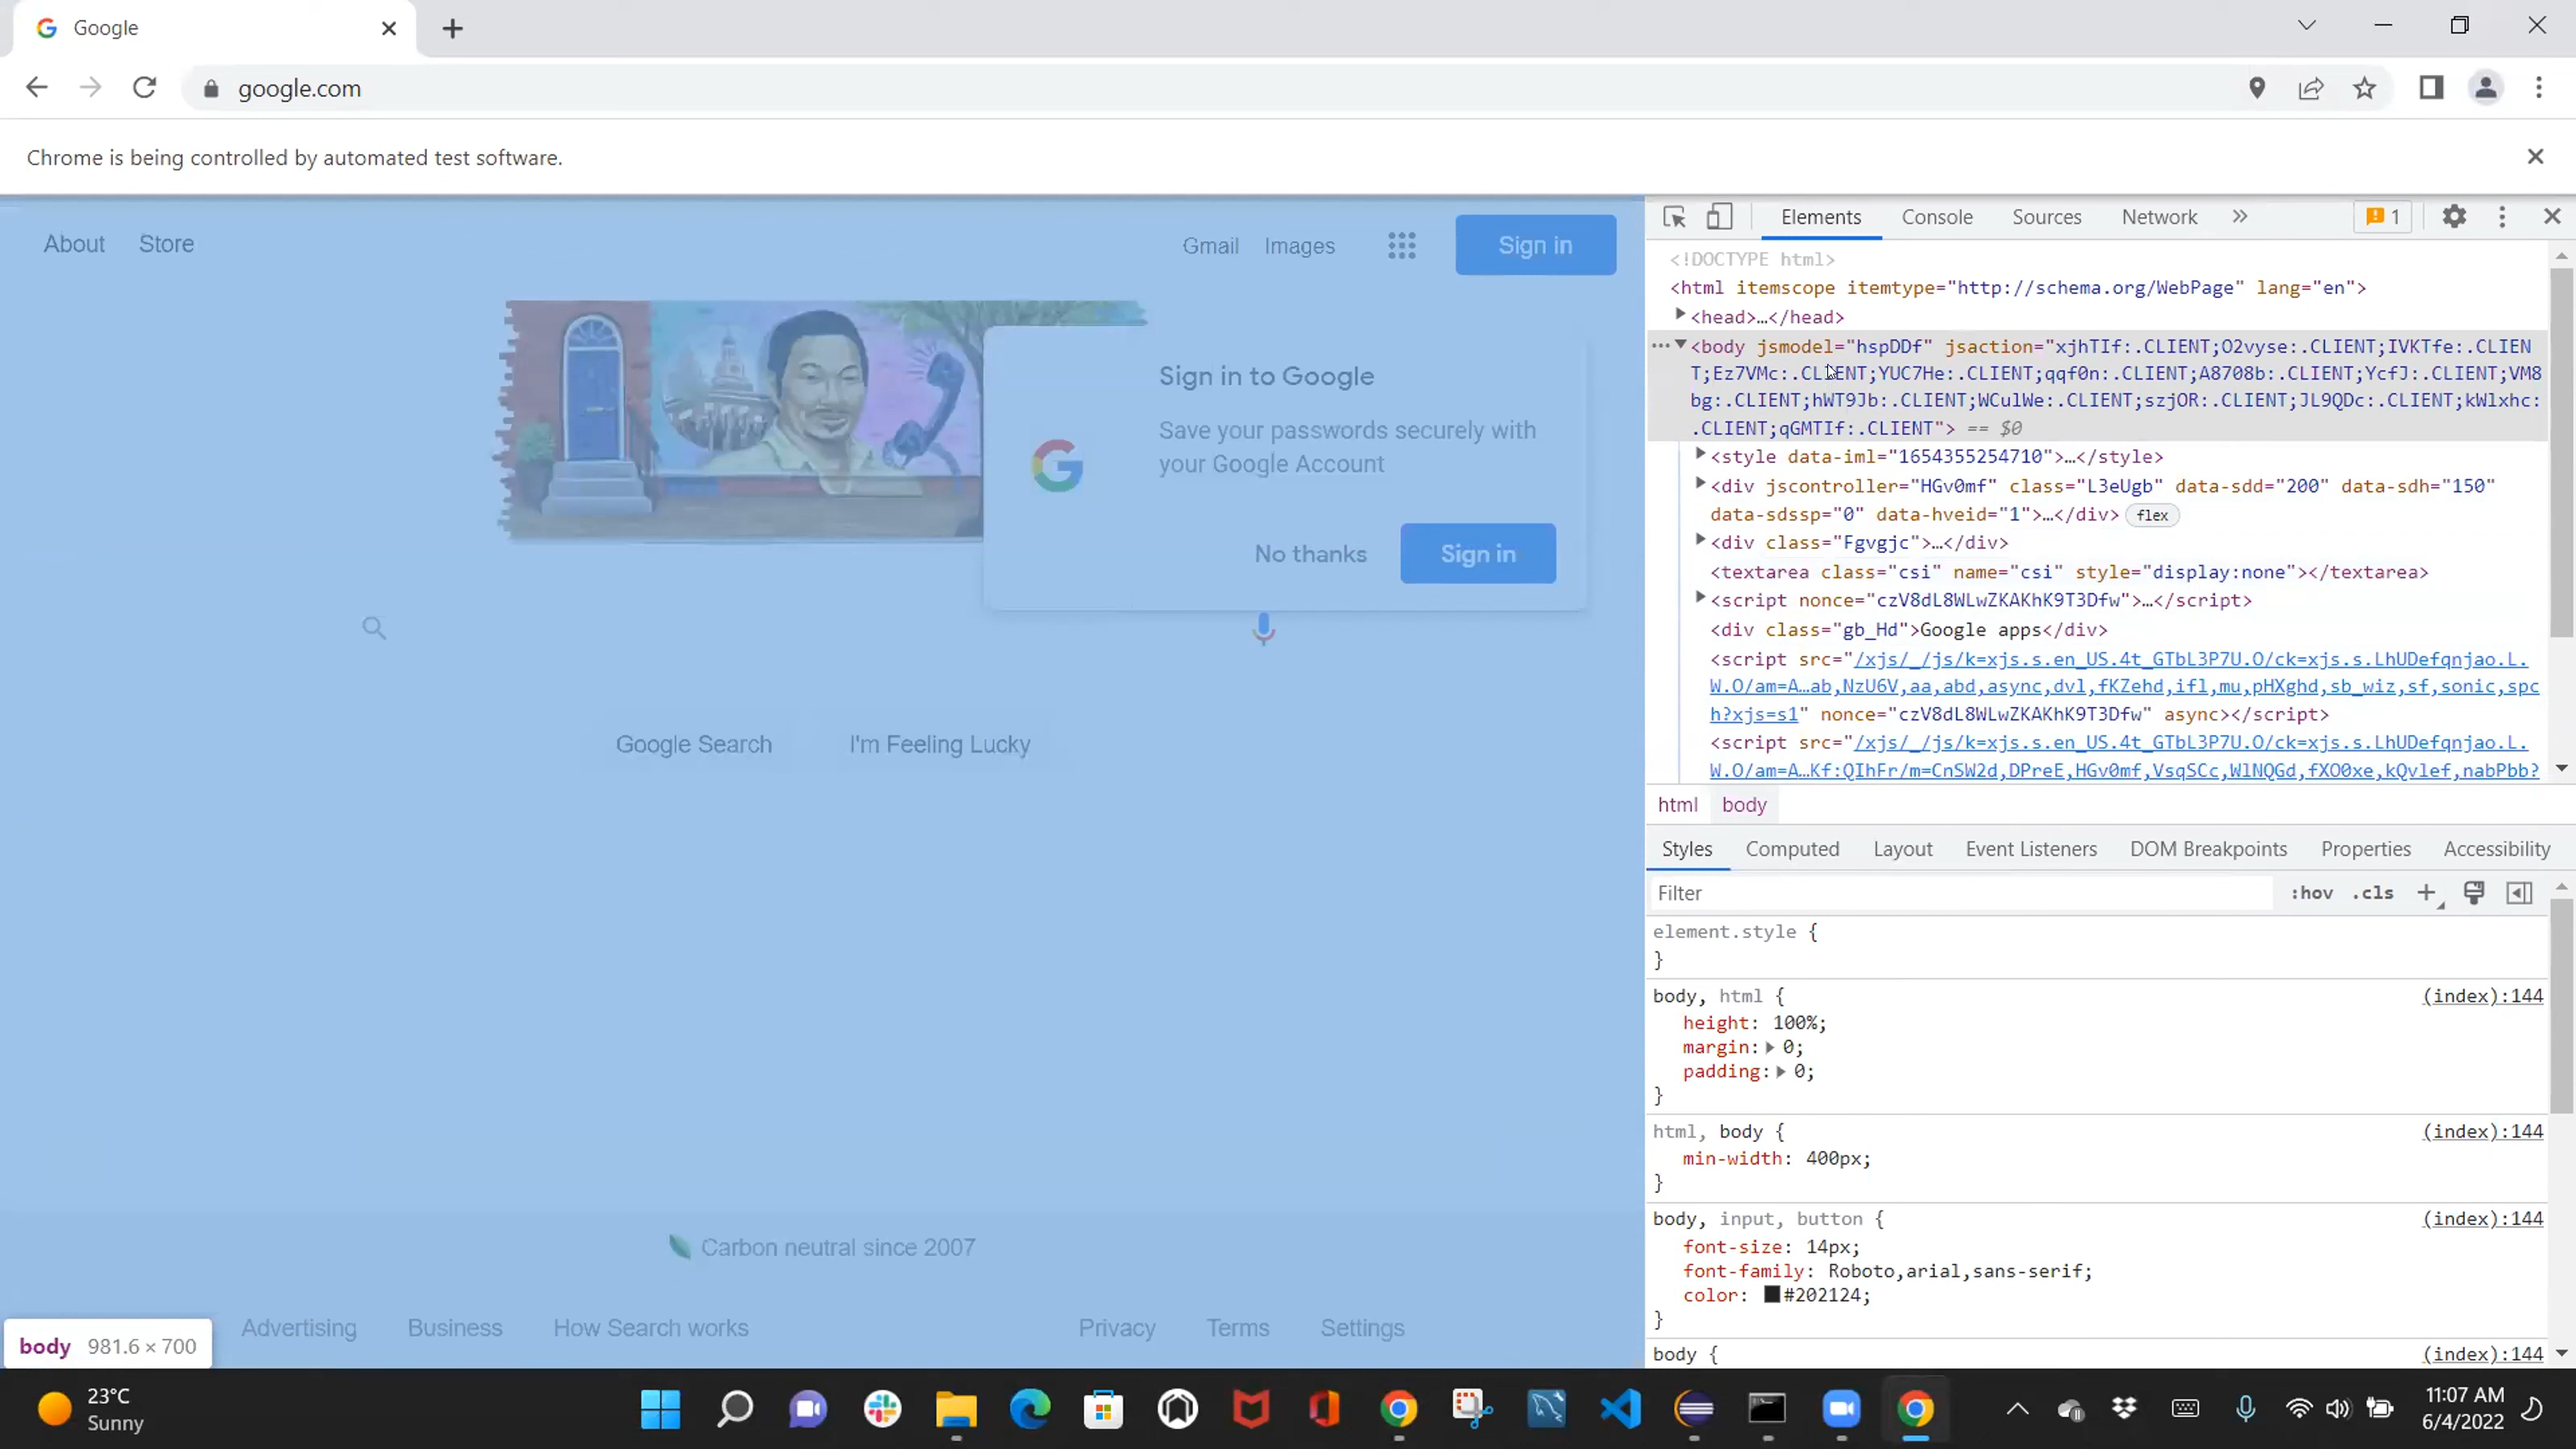 Google
google.com
Chrome is being controlled by automated test software.
About Store Gmail Images Sign in
Sign in to Google
Save your passwords securely with
your Google Account
No thanks Sign in
Google Search I'm Feeling Lucky
Carbon neutral since 2007
Advertising Business How Search works Privacy Terms Settings
body 981.6 × 700
Elements Console Sources Network 1
<!DOCTYPE html>
<html itemscope itemtype="http://schema.org/WebPage" lang="en">
<head>…</head>
<body jsmodel="hspDDf" jsaction="xjhTIf:.CLIENT;O2vyse:.CLIENT;IVKTfe:.CLIEN
T;Ez7VMc:.CLIENT;YUC7He:.CLIENT;qqf0n:.CLIENT;A8708b:.CLIENT;YcfJ:.CLIENT;VM8
bg:.CLIENT;hWT9Jb:.CLIENT;WCulWe:.CLIENT;szjOR:.CLIENT;JL9QDc:.CLIENT;kWlxhc:
.CLIENT;qGMTIf:.CLIENT"> == $0
<style data-iml="1654355254710">…</style>
<div jscontroller="HGv0mf" class="L3eUgb" data-sdd="200" data-sdh="150"
data-sdssp="0" data-hveid="1">…</div> flex
<div class="Fgvgjc">…</div>
<textarea class="csi" name="csi" style="display:none"></textarea>
<script nonce="czV8dL8WLwZKAKhK9T3Dfw">…</script>
<div class="gb_Hd">Google apps</div>
<script src="/xjs/_/js/k=xjs.s.en_US.4t_GTbL3P7U.O/ck=xjs.s.LhUDefqnjao.L.
W.O/am=A…ab,NzU6V,aa,abd,async,dvl,fKZehd,ifl,mu,pHXghd,sb_wiz,sf,sonic,spc
h?xjs=s1" nonce="czV8dL8WLwZKAKhK9T3Dfw" async></script>
<script src="/xjs/_/js/k=xjs.s.en_US.4t_GTbL3P7U.O/ck=xjs.s.LhUDefqnjao.L.
W.O/am=A…Kf:QIhFr/m=CnSW2d,DPreE,HGv0mf,VsqSCc,WlNQGd,fXO0xe,kQvlef,nabPbb?
html body
Styles Computed Layout Event Listeners DOM Breakpoints Properties Accessibility
Filter :hov .cls
element.style {
}
body, html { (index):144
height: 100%;
margin: 0;
padding: 0;
}
html, body { (index):144
min-width: 400px;
}
body, input, button { (index):144
font-size: 14px;
font-family: Roboto,arial,sans-serif;
color: #202124;
}
body { (index):144
23°C
Sunny
11:07 AM
6/4/2022